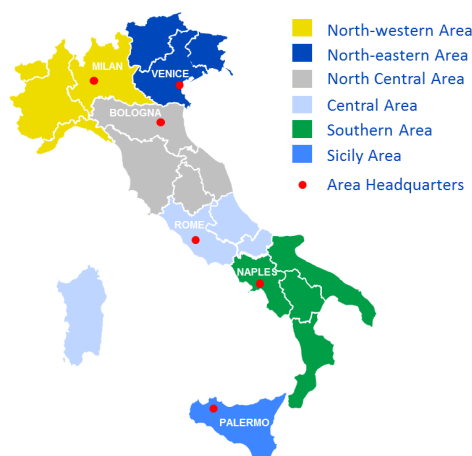 North-western Area
North-eastern Area
North Central Area
Central Area
Southern Area
Sicily Area
Area Headquarters
MILAN
VENICE
BOLOGNA
ROME
NAPLES
PALERMO